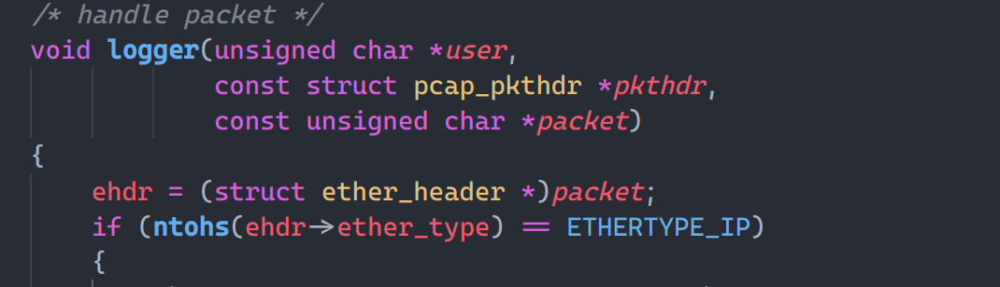 /* handle packet */
void logger(unsigned char *user,
            const struct pcap_pkthdr *pkthdr,
            const unsigned char *packet)
{
    ehdr = (struct ether_header *)packet;
    if (ntohs(ehdr->ether_type) == ETHERTYPE_IP)
    {